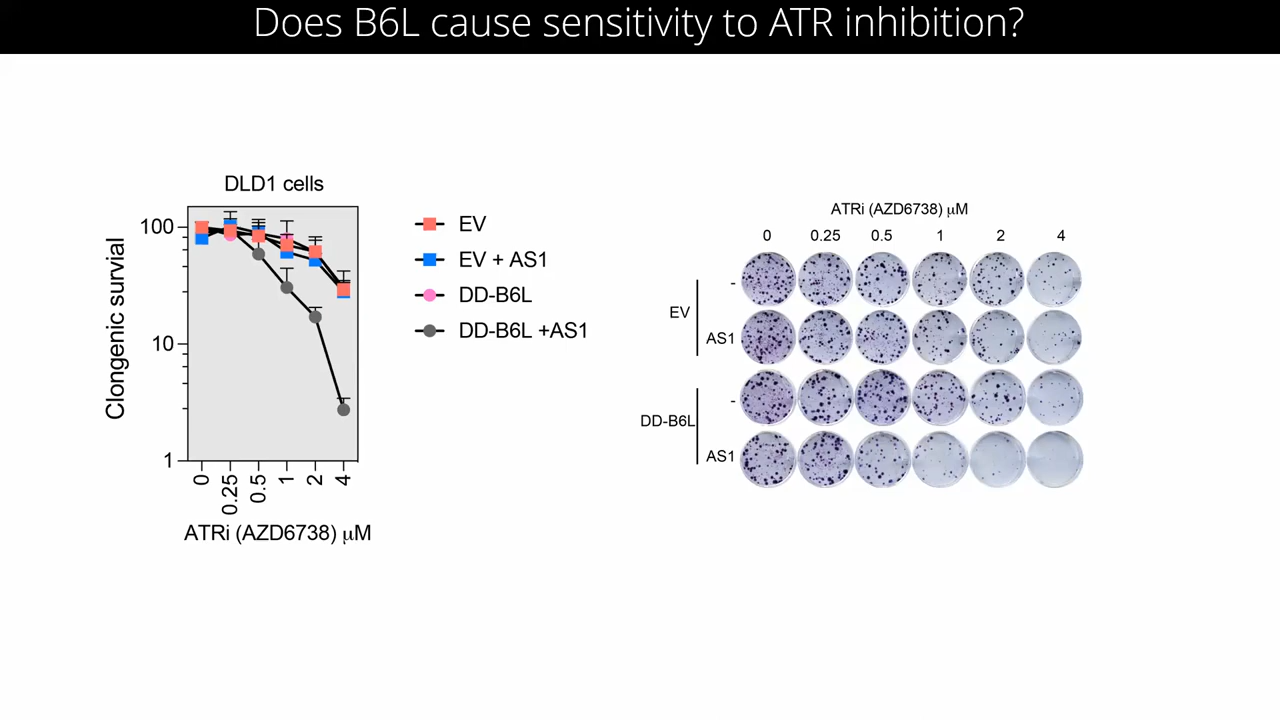 Does B6L cause sensitivity to ATR inhibition?
DLD1 cells
Clongenic survial
100
10
1
0
0.25
0.5
1
2
4
ATRi (AZD6738) μM
EV
EV + AS1
DD-B6L
DD-B6L +AS1
ATRi (AZD6738) μM
0 0.25 0.5 1 2 4
EV
-
AS1
DD-B6L
-
AS1